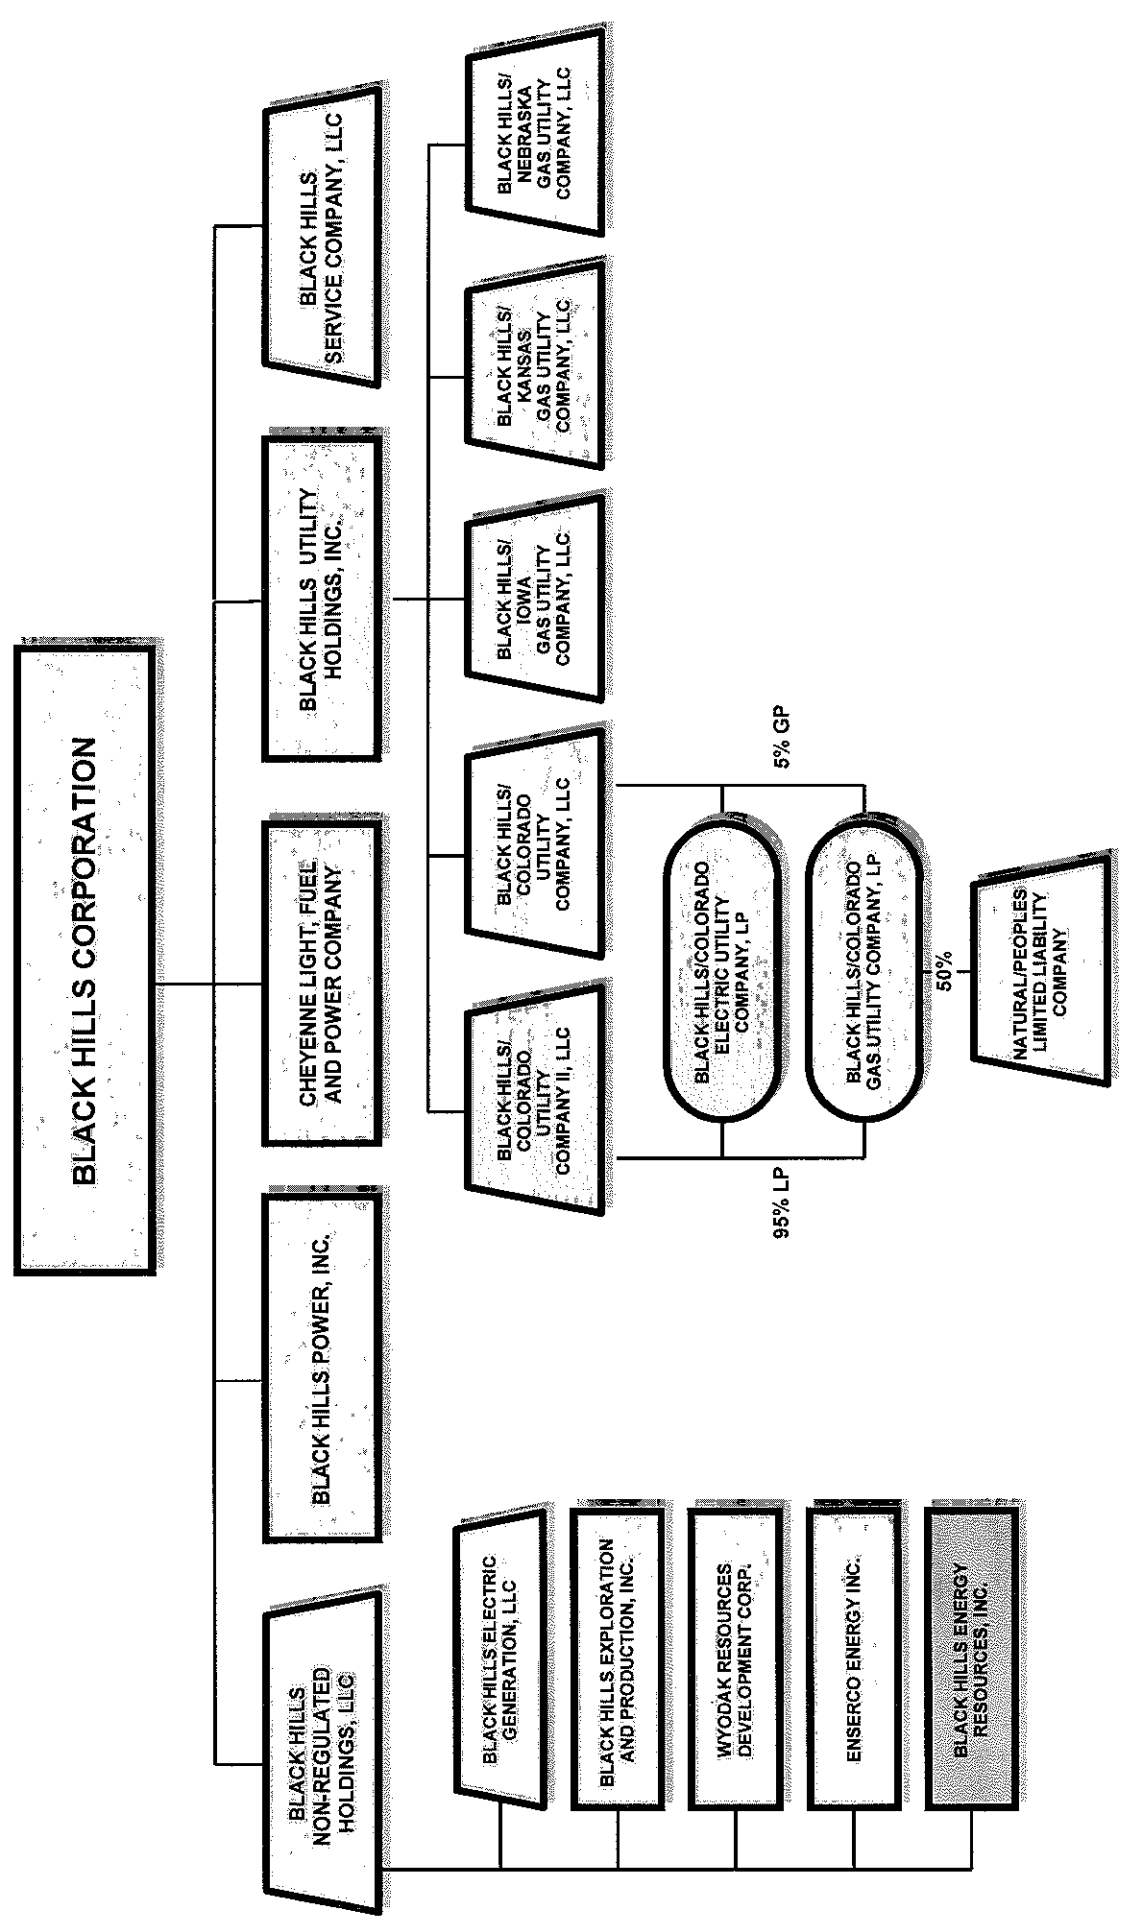 BLACK HILLS CORPORATION
BLACK HILLS
NON-REGULATED
HOLDINGS, LLC
BLACK HILLS POWER, INC.
CHEYENNE LIGHT, FUEL
AND POWER COMPANY
BLACK HILLS UTILITY
HOLDINGS, INC.
BLACK HILLS
SERVICE COMPANY, LLC
BLACK HILLS ELECTRIC
GENERATION, LLC
BLACK HILLS EXPLORATION
AND PRODUCTION, INC.
WYODAK RESOURCES
DEVELOPMENT CORP.
ENSERCO ENERGY INC.
BLACK HILLS ENERGY
RESOURCES, INC.
BLACK HILLS/
COLORADO
UTILITY
COMPANY II, LLC
BLACK HILLS/
COLORADO
UTILITY
COMPANY, LLC
BLACK HILLS/
IOWA
GAS UTILITY
COMPANY, LLC
BLACK HILLS/
KANSAS
GAS UTILITY
COMPANY, LLC
BLACK HILLS/
NEBRASKA
GAS UTILITY
COMPANY, LLC
95% LP
5% GP
BLACK HILLS/COLORADO
ELECTRIC UTILITY
COMPANY, LP
BLACK HILLS/COLORADO
GAS UTILITY COMPANY, LP
50%
NATURAL/PEOPLES
LIMITED LIABILITY
COMPANY